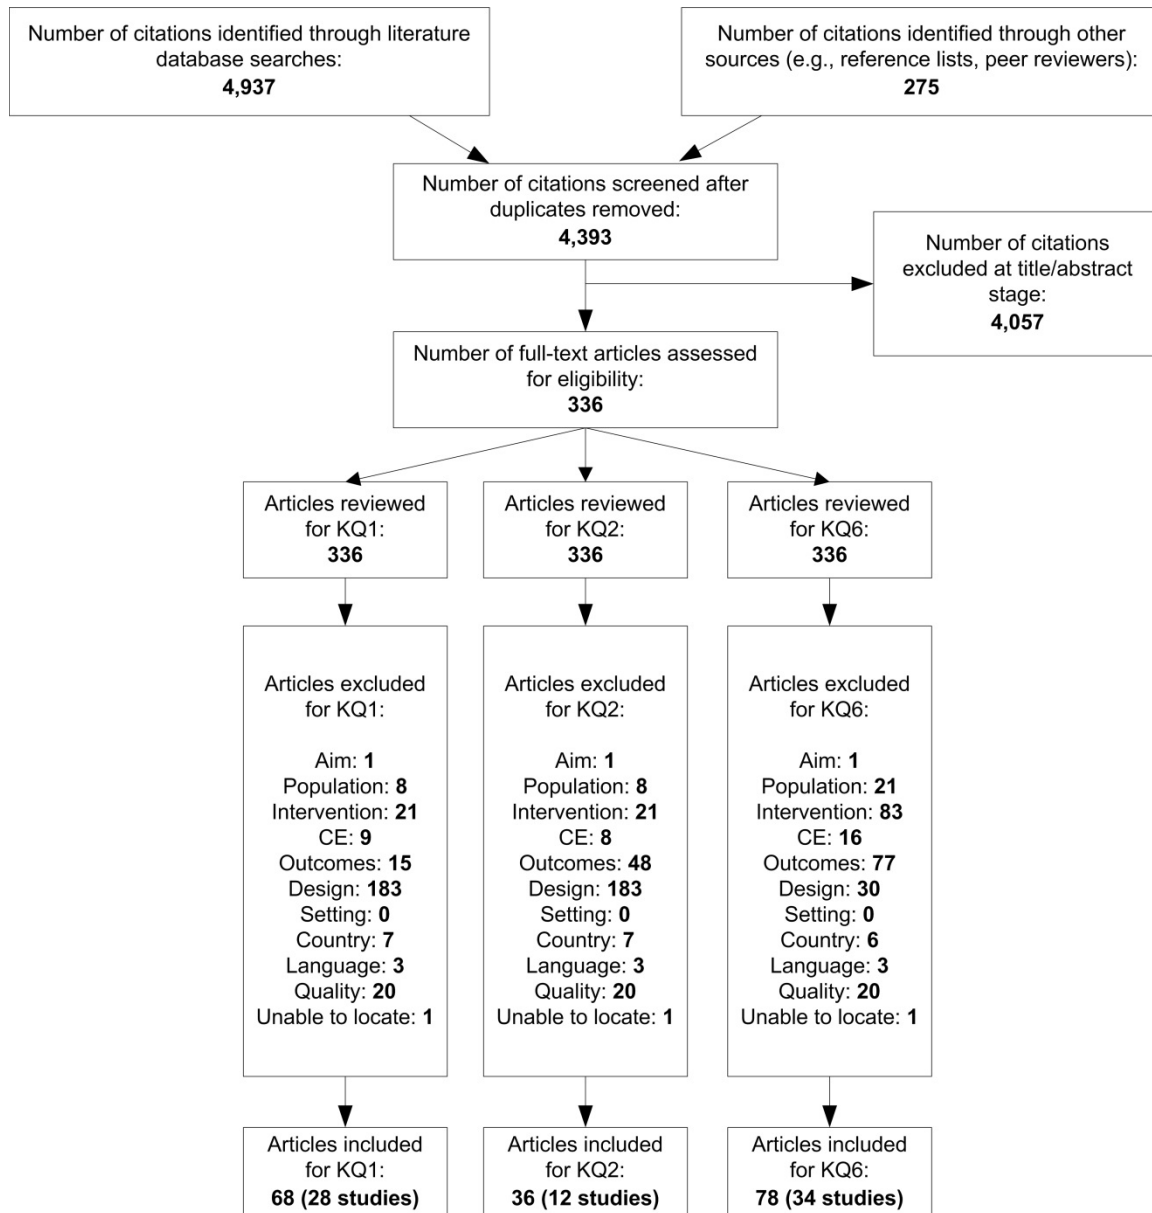 Number of citations identified through literature
database searches:
4,937
Number of citations identified through other
sources (e.g., reference lists, peer reviewers):
275
Number of citations screened after
duplicates removed:
4,393
Number of citations
excluded at title/abstract
stage:
4,057
Number of full-text articles assessed
for eligibility:
336
Articles reviewed
for KQ1:
336
Articles reviewed
for KQ2:
336
Articles reviewed
for KQ6:
336
Articles excluded
for KQ1:
Aim: 1
Population: 8
Intervention: 21
CE: 9
Outcomes: 15
Design: 183
Setting: 0
Country: 7
Language: 3
Quality: 20
Unable to locate: 1
Articles excluded
for KQ2:
Aim: 1
Population: 8
Intervention: 21
CE: 8
Outcomes: 48
Design: 183
Setting: 0
Country: 7
Language: 3
Quality: 20
Unable to locate: 1
Articles excluded
for KQ6:
Aim: 1
Population: 21
Intervention: 83
CE: 16
Outcomes: 77
Design: 30
Setting: 0
Country: 6
Language: 3
Quality: 20
Unable to locate: 1
Articles included
for KQ1:
68 (28 studies)
Articles included
for KQ2:
36 (12 studies)
Articles included
for KQ6:
78 (34 studies)